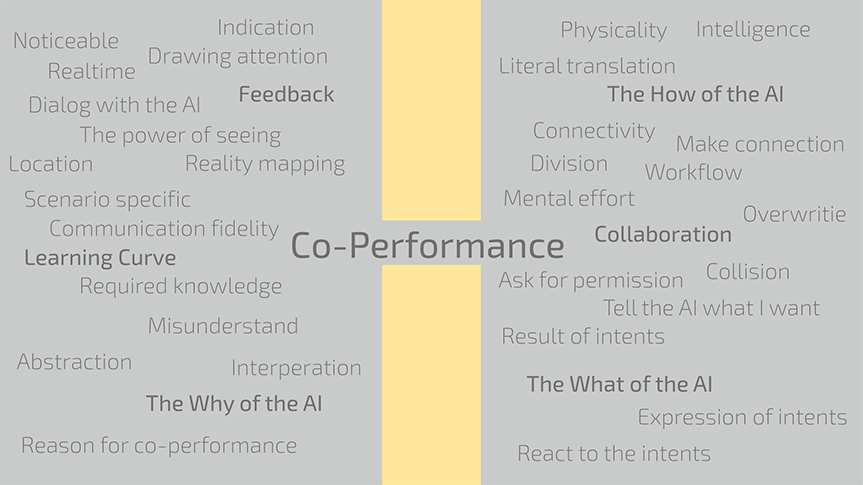 Indication
Noticeable
Drawing attention
Realtime
Feedback
Dialog with the AI
The power of seeing
Location
Reality mapping
Scenario specific
Communication fidelity
Learning Curve
Required knowledge
Misunderstand
Abstraction
Interperation
The Why of the AI
Reason for co-performance
Co-Performance
Physicality
Intelligence
Literal translation
The How of the AI
Connectivity
Make connection
Division
Workflow
Mental effort
Overwritie
Collaboration
Collision
Ask for permission
Tell the AI what I want
Result of intents
The What of the AI
Expression of intents
React to the intents